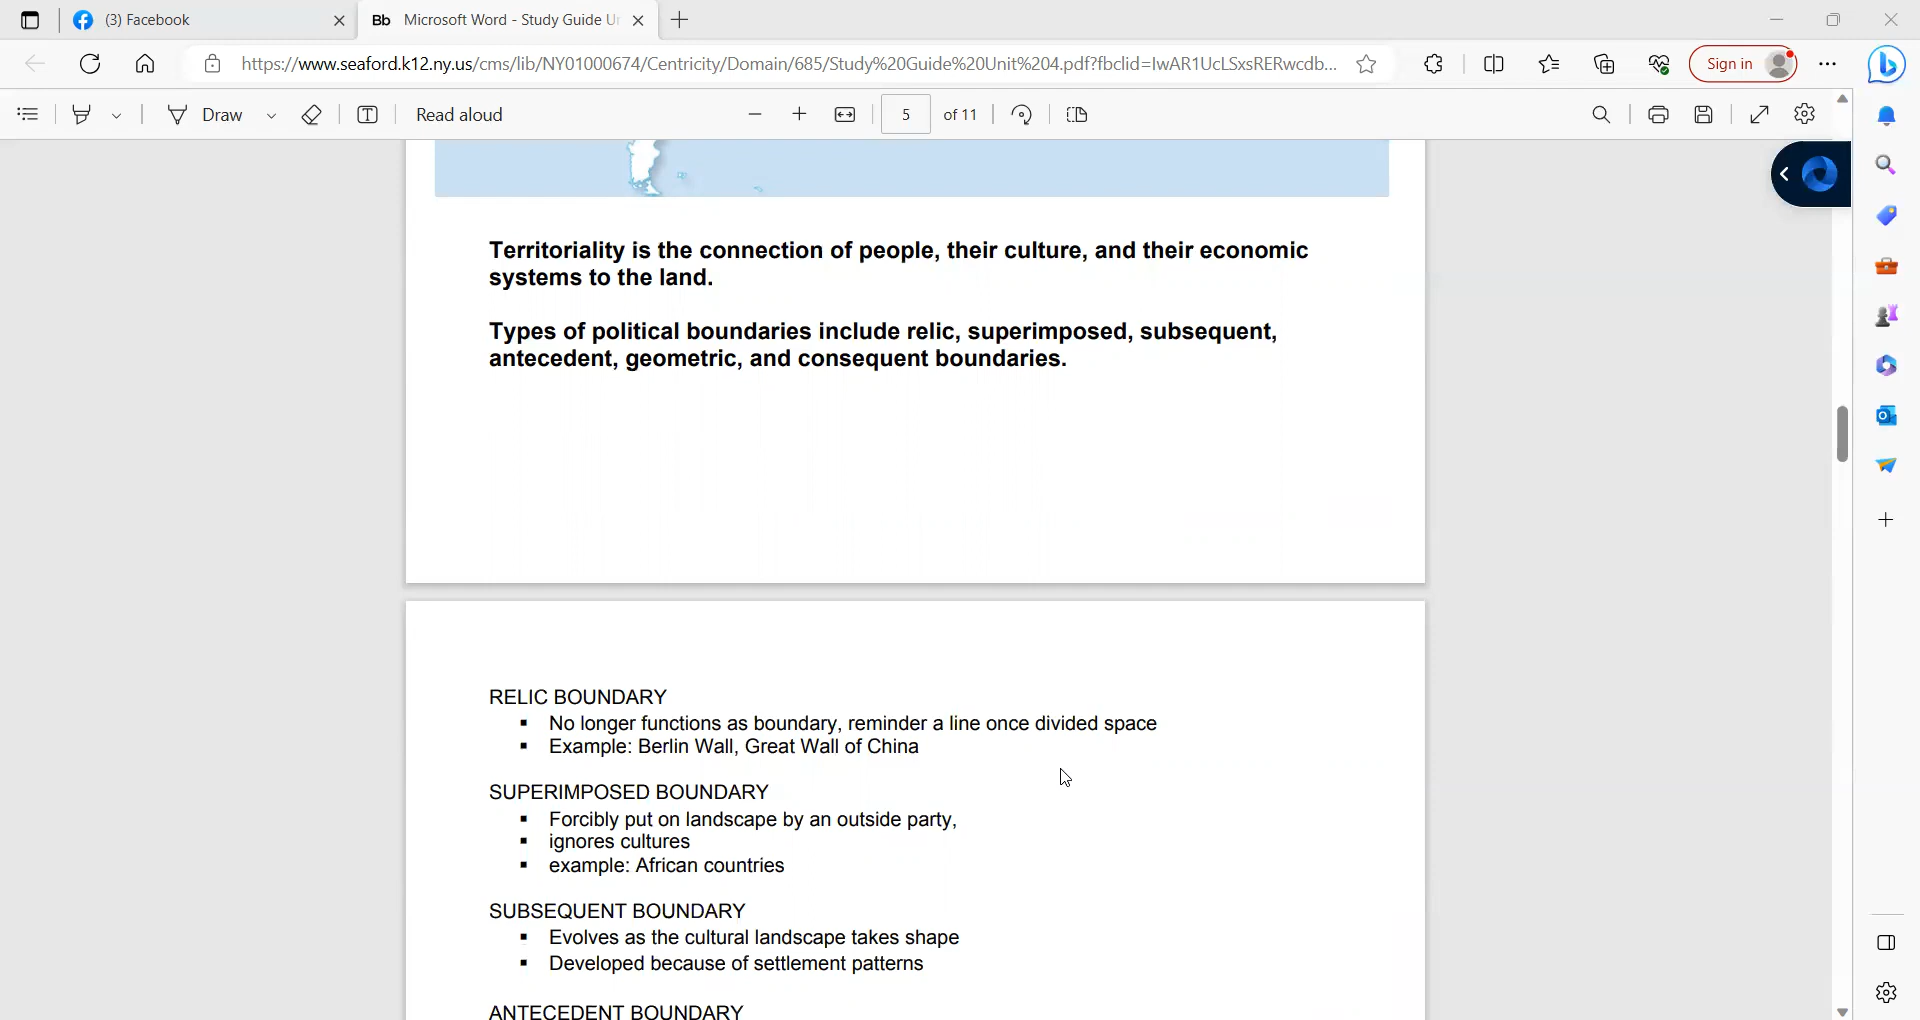 (3) Facebook
Bb Microsoft Word - Study Guide U
https://www.seaford.k12.ny.us/cms/lib/NY01000674/Centricity/Domain/685/Study%20Guide%20Unit%204.pdf?fbclid=IwAR1UcLSxsRERwcdb...
Sign in
Draw
Read aloud
5 of 11
Territoriality is the connection of people, their culture, and their economic
systems to the land.
Types of political boundaries include relic, superimposed, subsequent,
antecedent, geometric, and consequent boundaries.
RELIC BOUNDARY
▪ No longer functions as boundary, reminder a line once divided space
▪ Example: Berlin Wall, Great Wall of China
SUPERIMPOSED BOUNDARY
▪ Forcibly put on landscape by an outside party,
▪ ignores cultures
▪ example: African countries
SUBSEQUENT BOUNDARY
▪ Evolves as the cultural landscape takes shape
▪ Developed because of settlement patterns
ANTECEDENT BOUNDARY